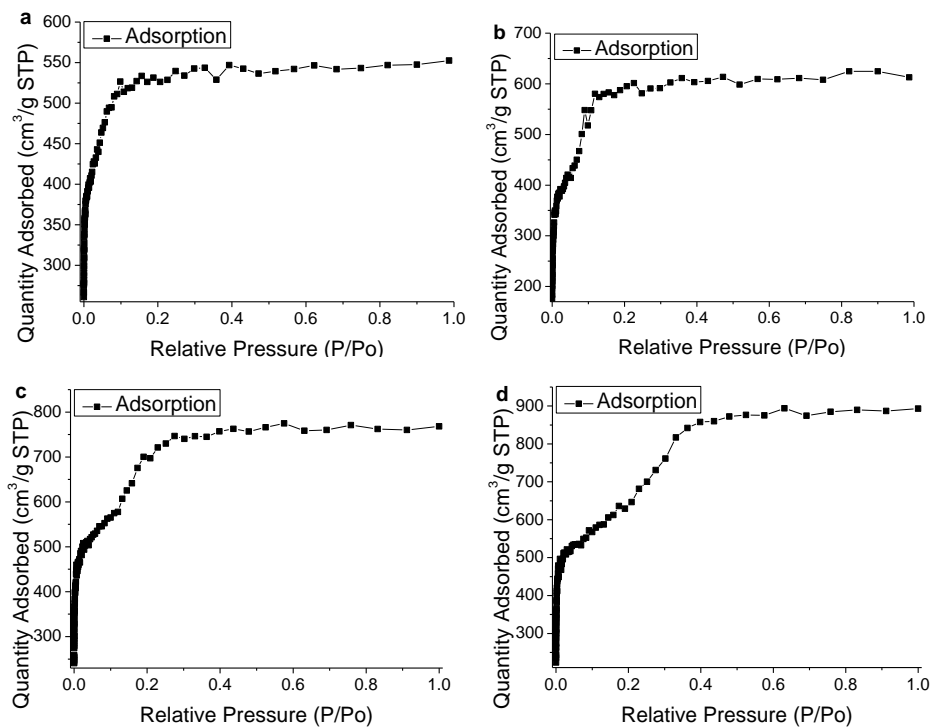 a
Adsorption
Quantity Adsorbed (cm³/g STP)
600
550
500
450
400
350
300
0.0 0.2 0.4 0.6 0.8 1.0
Relative Pressure (P/Po)
b
Adsorption
Quantity Adsorbed (cm³/g STP)
700
600
500
400
300
200
0.0 0.2 0.4 0.6 0.8 1.0
Relative Pressure (P/Po)
c
Adsorption
Quantity Adsorbed (cm³/g STP)
800
700
600
500
400
300
0.0 0.2 0.4 0.6 0.8 1.0
Relative Pressure (P/Po)
d
Adsorption
Quantity Adsorbed (cm³/g STP)
900
800
700
600
500
400
300
0.0 0.2 0.4 0.6 0.8 1.0
Relative Pressure (P/Po)